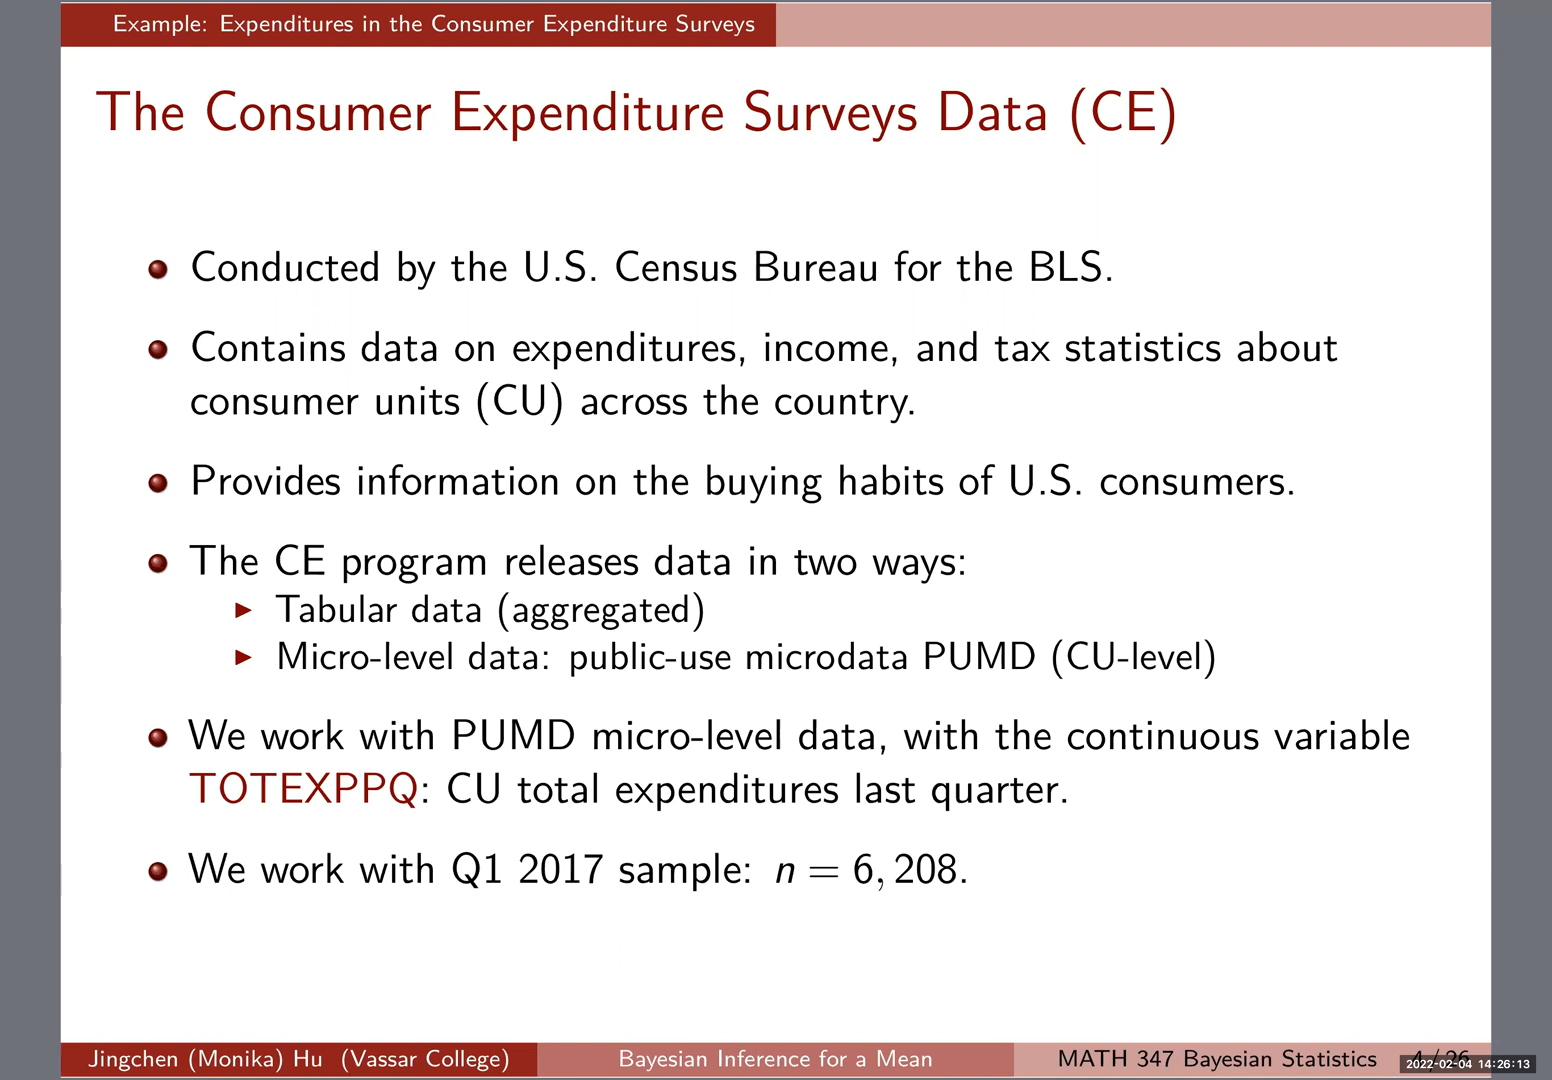 Example: Expenditures in the Consumer Expenditure Surveys
The Consumer Expenditure Surveys Data (CE)
Conducted by the U.S. Census Bureau for the BLS.
Contains data on expenditures, income, and tax statistics about
consumer units (CU) across the country.
Provides information on the buying habits of U.S. consumers.
The CE program releases data in two ways:
Tabular data (aggregated)
Micro-level data: public-use microdata PUMD (CU-level)
We work with PUMD micro-level data, with the continuous variable
TOTEXPPQ: CU total expenditures last quarter.
We work with Q1 2017 sample: n = 6, 208.
Jingchen (Monika) Hu (Vassar College) Bayesian Inference for a Mean MATH 347 Bayesian Statistics 4 / 26
2022-02-04 14:26:13